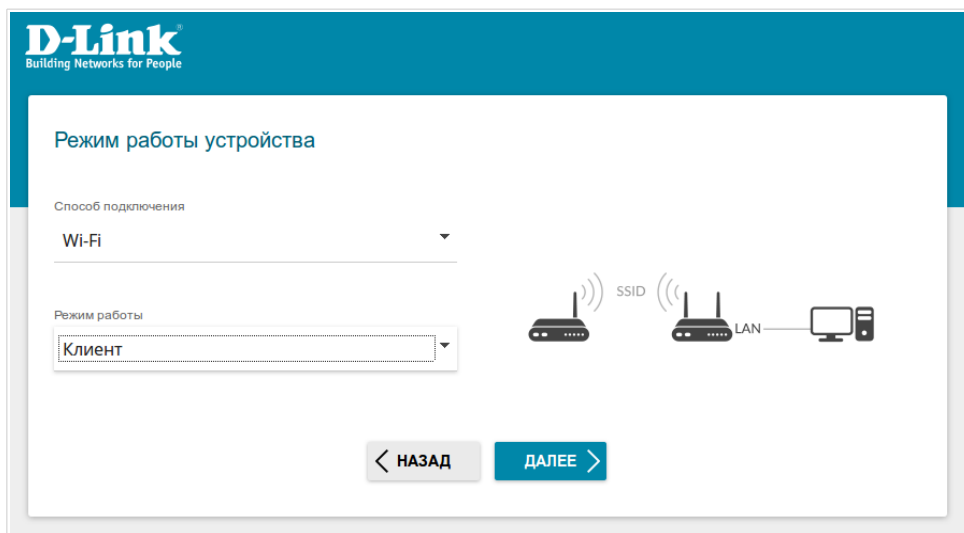 D-Link
Building Networks for People
Режим работы устройства
Способ подключения
Wi-Fi
Режим работы
Клиент
SSID
LAN
НАЗАД
ДАЛЕЕ